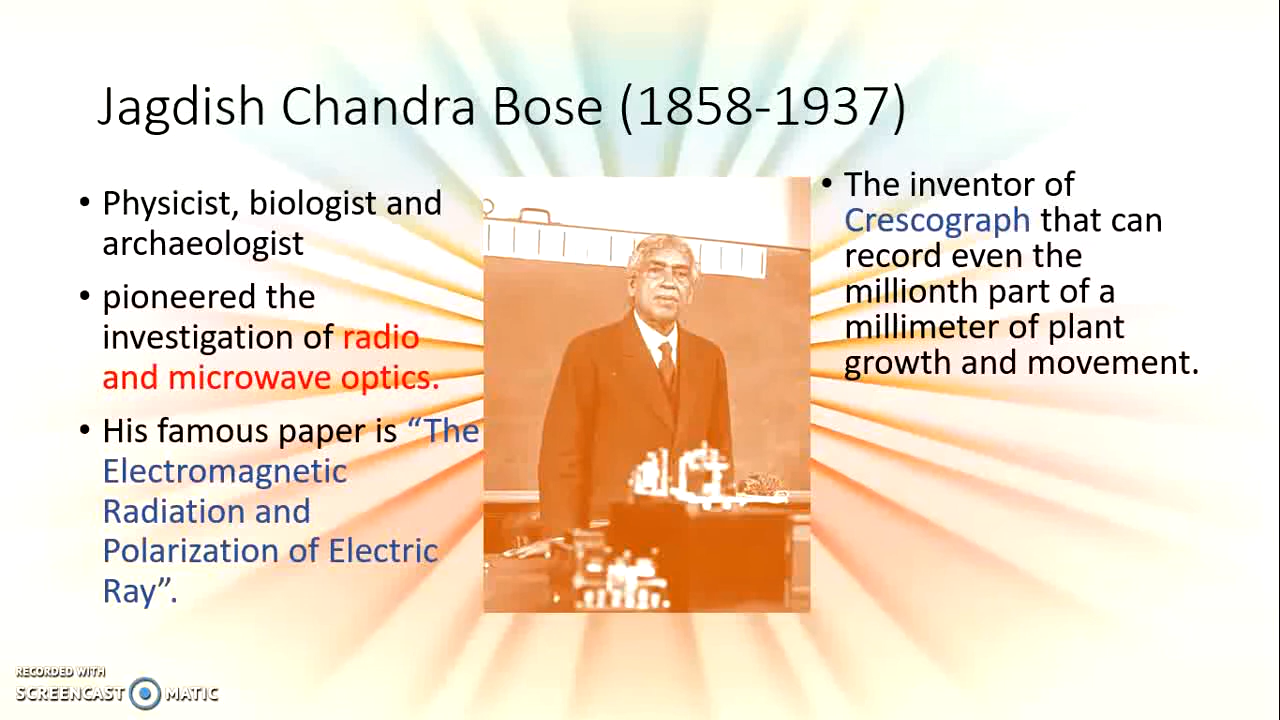 Jagdish Chandra Bose (1858-1937)
• Physicist, biologist and
archaeologist
• pioneered the
investigation of radio
and microwave optics.
• His famous paper is “The
Electromagnetic
Radiation and
Polarization of Electric
Ray”.
• The inventor of
Crescograph that can
record even the
millionth part of a
millimeter of plant
growth and movement.
RECORDED WITH
SCREENCAST MATIC